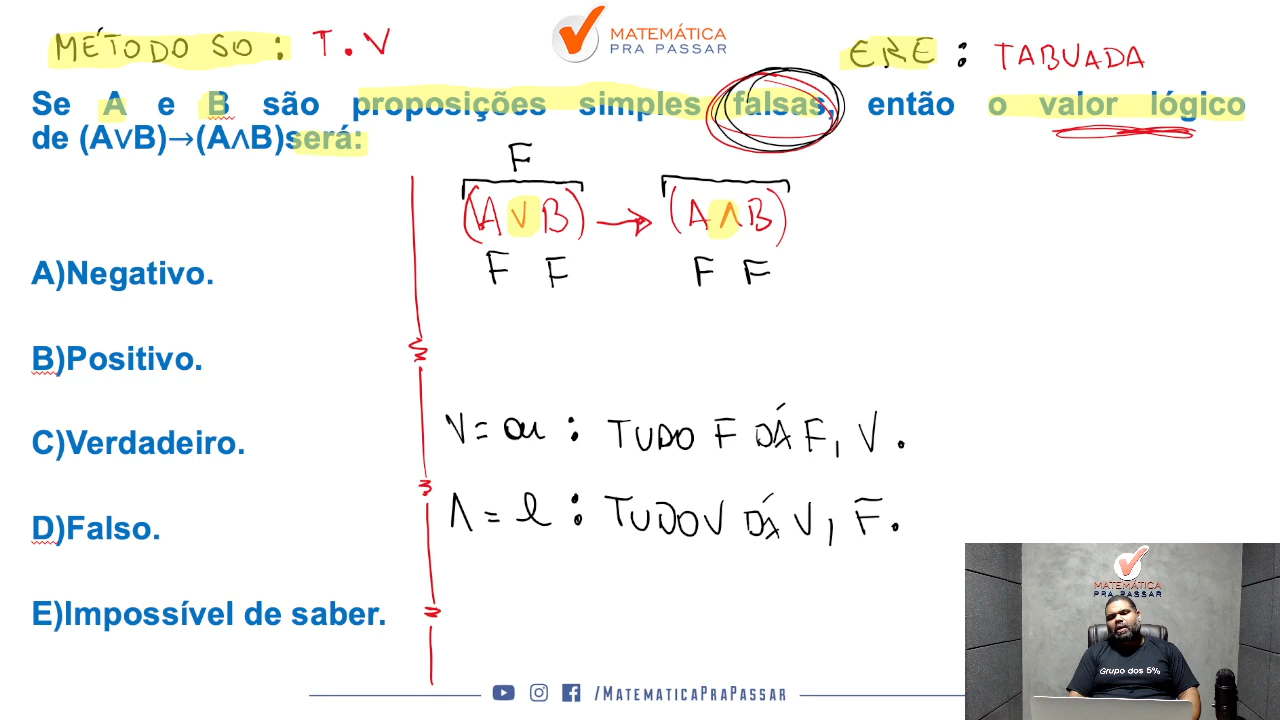 MÉTODO SO : T.V
MATEMÁTICA
PRA PASSAR
ERE : TABUADA
Se A e B são proposições simples falsas, então o valor lógico
de (A∨B)→(A∧B)será:
F
(A ∨ B) → (A ∧ B)
F F F F
A)Negativo.
B)Positivo.
C)Verdadeiro.
D)Falso.
E)Impossível de saber.
V = ou : TUDO F DÁ F, V.
Λ = e : TUDO V DÁ V, F.
MATEMÁTICA
PRA PASSAR
Grupo dos 5%
/MatematicaPraPassar